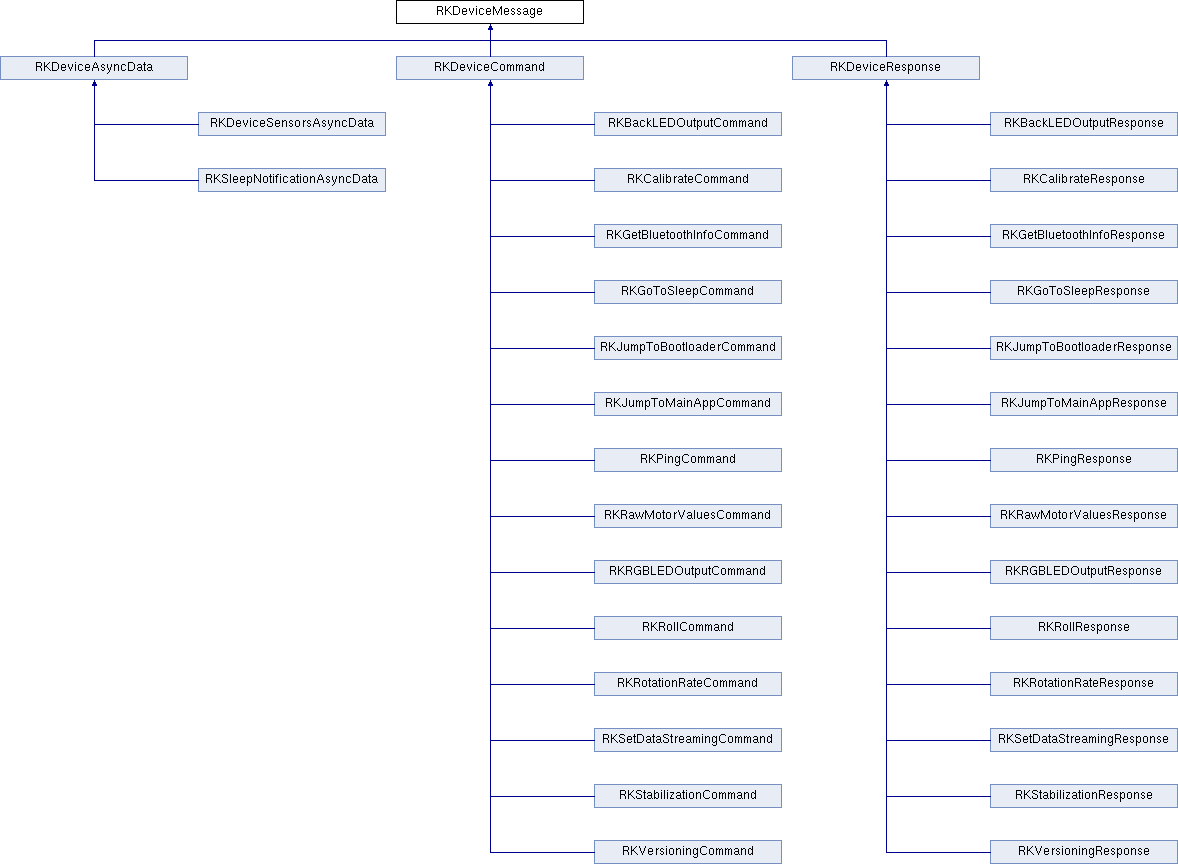 RKDeviceMessage
RKDeviceAsyncData
RKDeviceCommand
RKDeviceResponse
RKDeviceSensorsAsyncData
RKBackLEDOutputCommand
RKBackLEDOutputResponse
RKSleepNotificationAsyncData
RKCalibrateCommand
RKCalibrateResponse
RKGetBluetoothInfoCommand
RKGetBluetoothInfoResponse
RKGoToSleepCommand
RKGoToSleepResponse
RKJumpToBootloaderCommand
RKJumpToBootloaderResponse
RKJumpToMainAppCommand
RKJumpToMainAppResponse
RKPingCommand
RKPingResponse
RKRawMotorValuesCommand
RKRawMotorValuesResponse
RKRGBLEDOutputCommand
RKRGBLEDOutputResponse
RKRollCommand
RKRollResponse
RKRotationRateCommand
RKRotationRateResponse
RKSetDataStreamingCommand
RKSetDataStreamingResponse
RKStabilizationCommand
RKStabilizationResponse
RKVersioningCommand
RKVersioningResponse